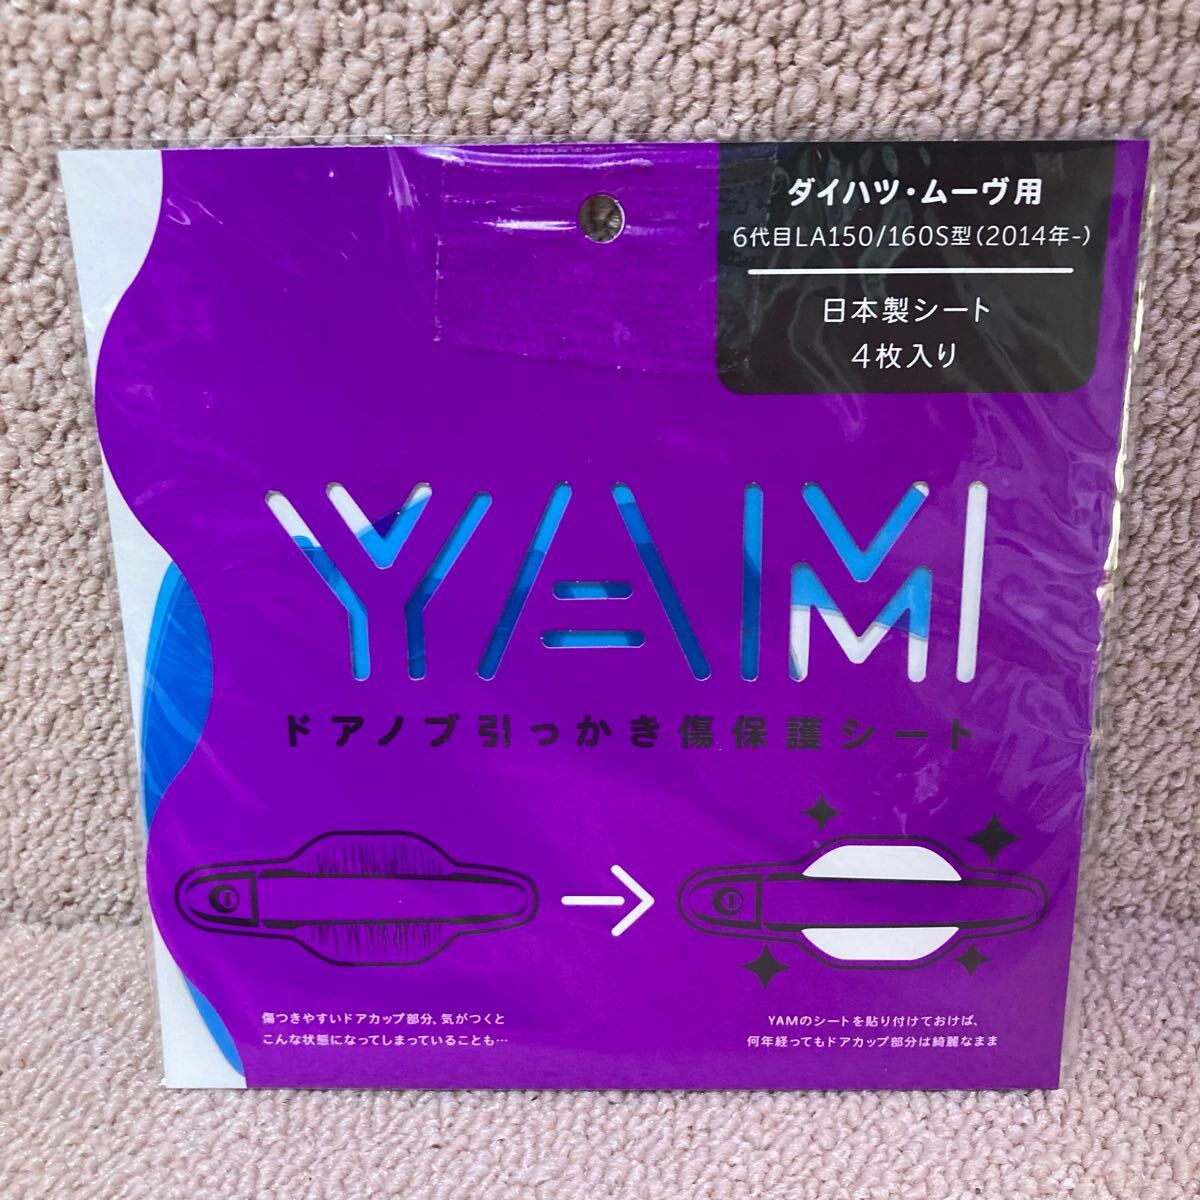 ダイハツ・ムーヴ用
6代目LA150/160S型(2014年-)
日本製シート
4枚入り
YAM
ドアノブ引っかき傷保護シート
傷つきやすいドアカップ部分、気がつくと
こんな状態になってしまっていることも…
YAMのシートを貼り付けておけば、
何年経ってもドアカップ部分は綺麗なまま